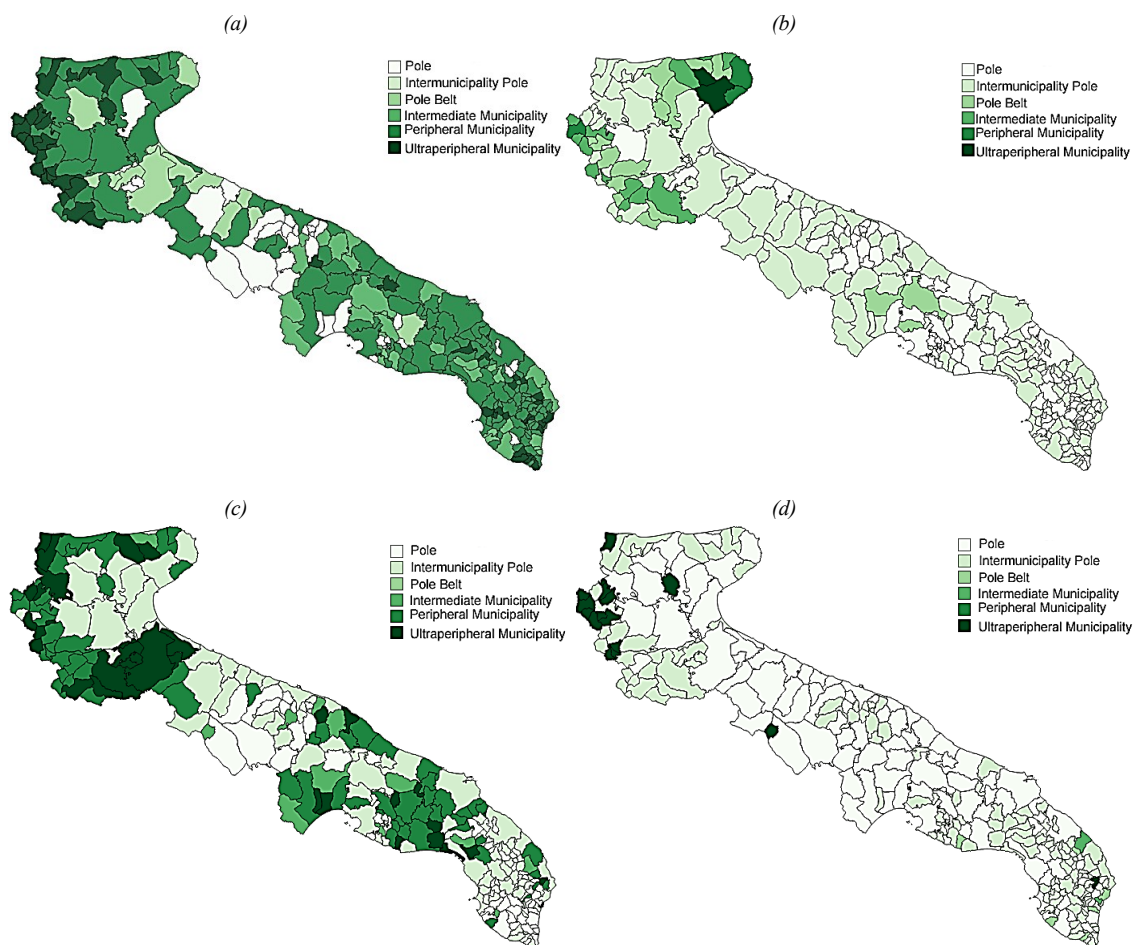 (a)
Pole
Intermunicipality Pole
Pole Belt
Intermediate Municipality
Peripheral Municipality
Ultraperipheral Municipality
(b)
Pole
Intermunicipality Pole
Pole Belt
Intermediate Municipality
Peripheral Municipality
Ultraperipheral Municipality
(c)
Pole
Intermunicipality Pole
Pole Belt
Intermediate Municipality
Peripheral Municipality
Ultraperipheral Municipality
(d)
Pole
Intermunicipality Pole
Pole Belt
Intermediate Municipality
Peripheral Municipality
Ultraperipheral Municipality